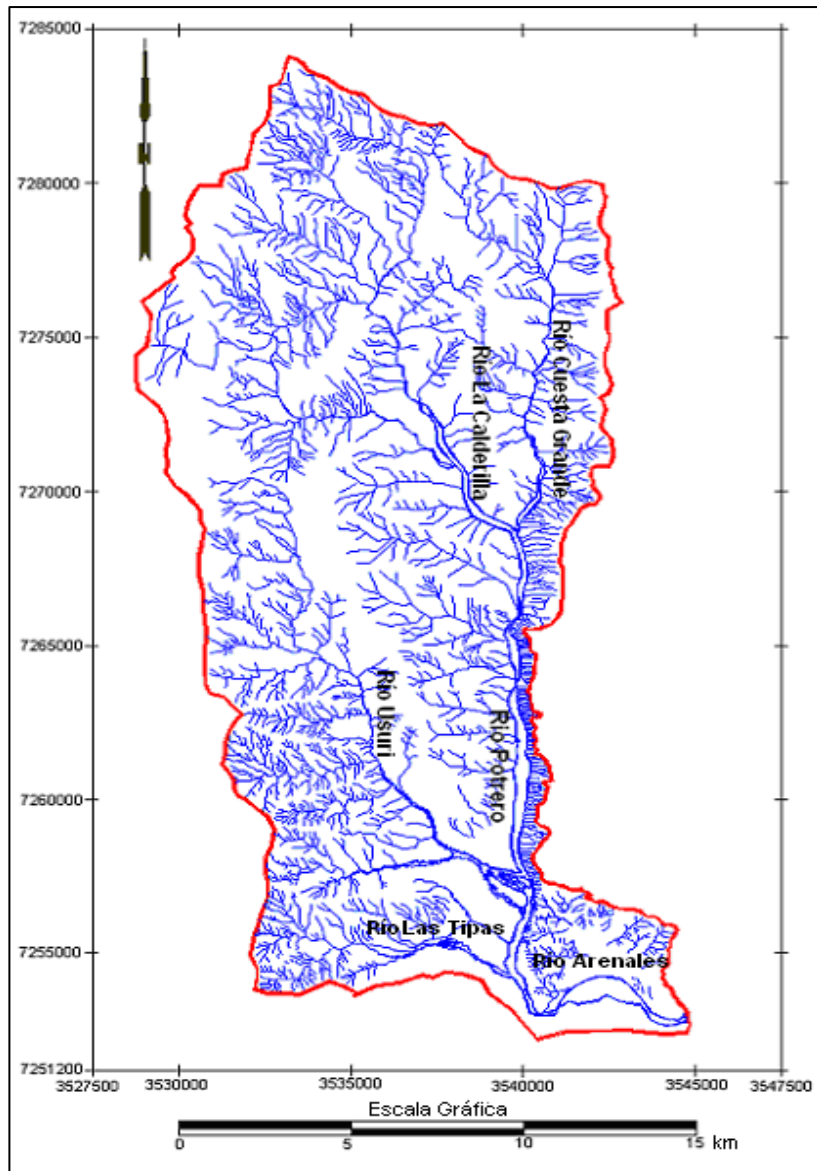 7285000
7280000
7275000
7270000
7265000
7260000
7255000
7251200
3527500 3530000 3535000 3540000 3545000 3547500
Río Cuesta Grande
Río La Caldetilla
Río Usuri
Río Potrero
Río Las Tipas
Río Arenales
Escala Gráfica
0 5 10 15 km